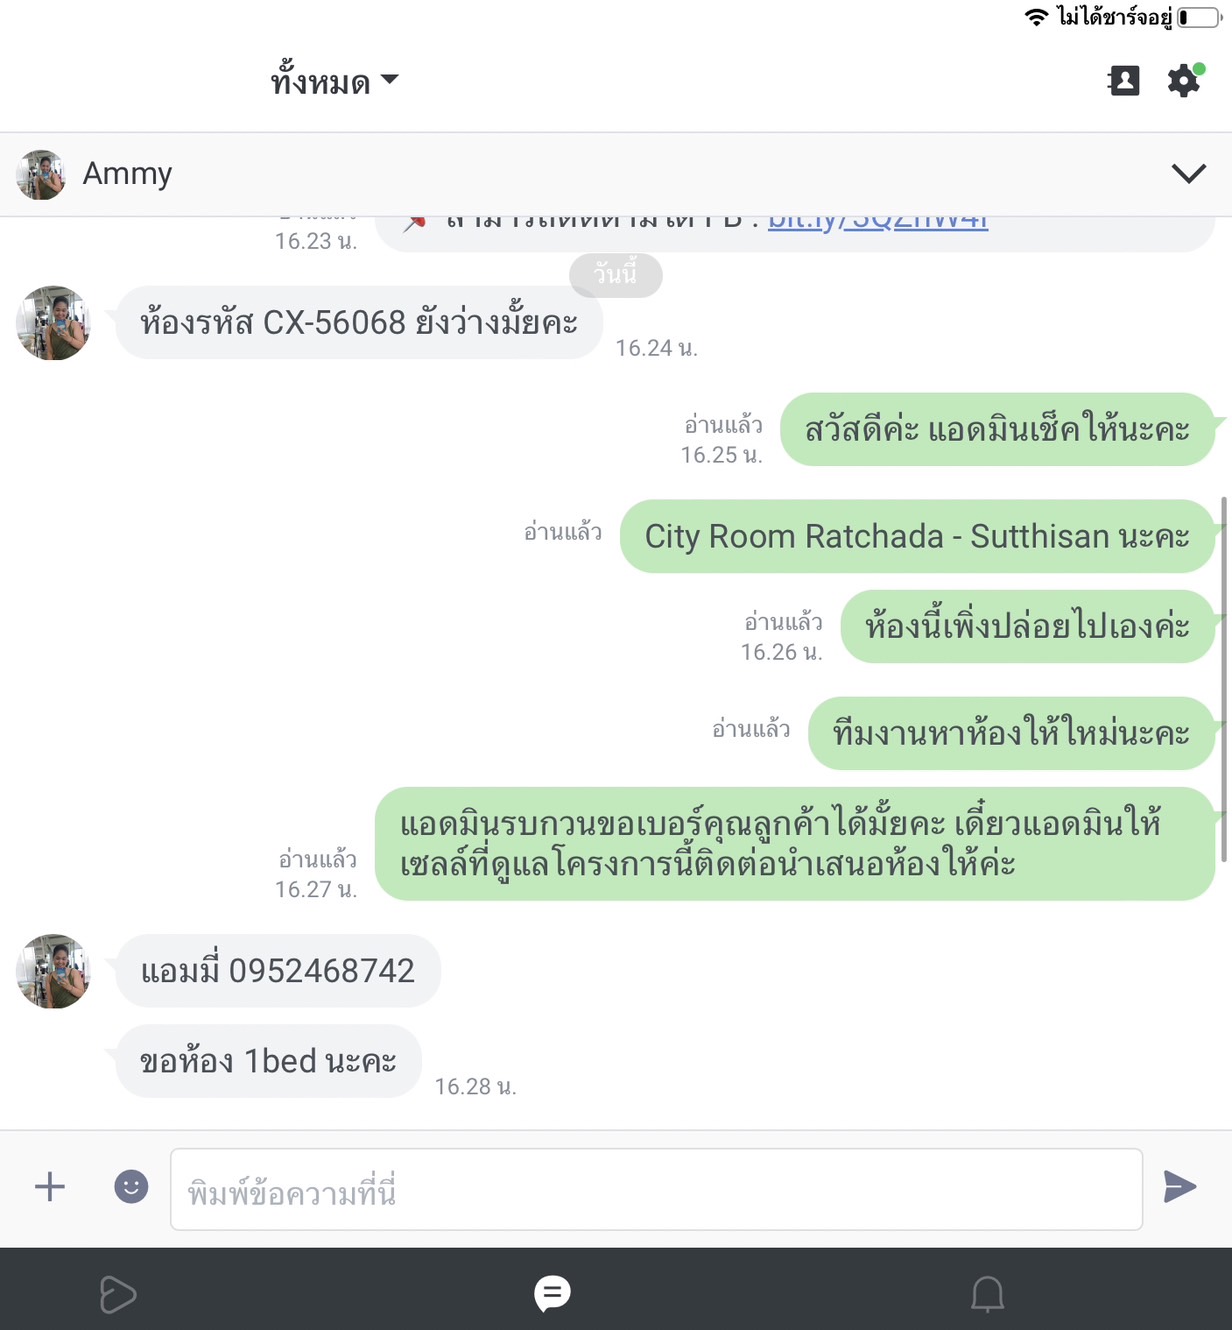 ไม่ได้ชาร์จอยู่
ทั้งหมด
Ammy
16.23 น.
bit.ly/3QZnW4f
วันนี้
ห้องรหัส CX-56068 ยังว่างมั้ยคะ
16.24 น.
สวัสดีค่ะ แอดมินเช็คให้นะคะ
อ่านแล้ว
16.25 น.
City Room Ratchada - Sutthisan นะคะ
อ่านแล้ว
ห้องนี้เพิ่งปล่อยไปเองค่ะ
อ่านแล้ว
16.26 น.
ทีมงานหาห้องให้ใหม่นะคะ
อ่านแล้ว
แอดมินรบกวนขอเบอร์คุณลูกค้าได้มั้ยคะ เดี๋ยวแอดมินให้
เซลล์ที่ดูแลโครงการนี้ติดต่อนำเสนอห้องให้ค่ะ
อ่านแล้ว
16.27 น.
แอมมี่ 0952468742
ขอห้อง 1bed นะคะ
16.28 น.
พิมพ์ข้อความที่นี่